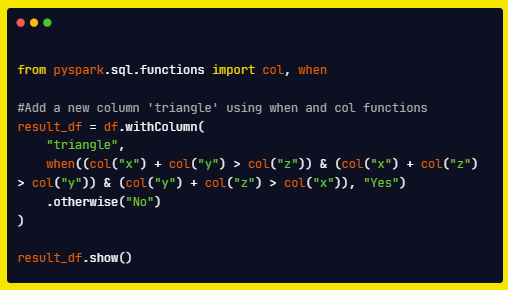 from pyspark.sql.functions import col, when
#Add a new column 'triangle' using when and col functions
result_df = df.withColumn(
    "triangle",
    when((col("x") + col("y") > col("z")) & (col("x") + col("z")
> col("y")) & (col("y") + col("z") > col("x")), "Yes")
    .otherwise("No")
)
result_df.show()